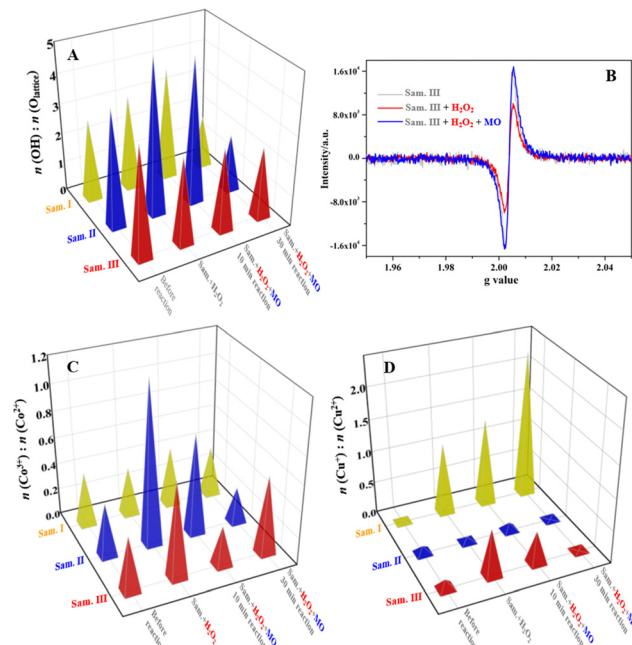 A
n (OH) : n (Olattice)
5
4
3
2
1
0
Sam. I
Sam. II
Sam. III
Before
reaction
Sam.+H2O2
Sam.+H2O2+MO
10 min reaction
Sam.+H2O2+MO
30 min reaction
B
Intensity/a.u.
1.6x10⁴
8.0x10³
0.0
-8.0x10³
-1.6x10⁴
Sam. III
Sam. III + H2O2
Sam. III + H2O2 + MO
1.96
1.98
2.00
2.02
2.04
g value
C
n (Co³⁺) : n (Co²⁺)
1.2
1.0
0.8
0.6
0.4
0.2
0.0
Sam. I
Sam. II
Sam. III
Before
Sam.+H2O2
Sam.+H2O2+MO
10 min reaction
Sam.+H2O2+MO
30 min reaction
D
n (Cu⁺) : n (Cu²⁺)
2.0
1.5
1.0
0.5
0.0
Sam. I
Sam. II
Sam. III
Before
Sam.+H2O2
Sam.+H2O2+MO
10 min reaction
Sam.+H2O2+MO
30 min reaction